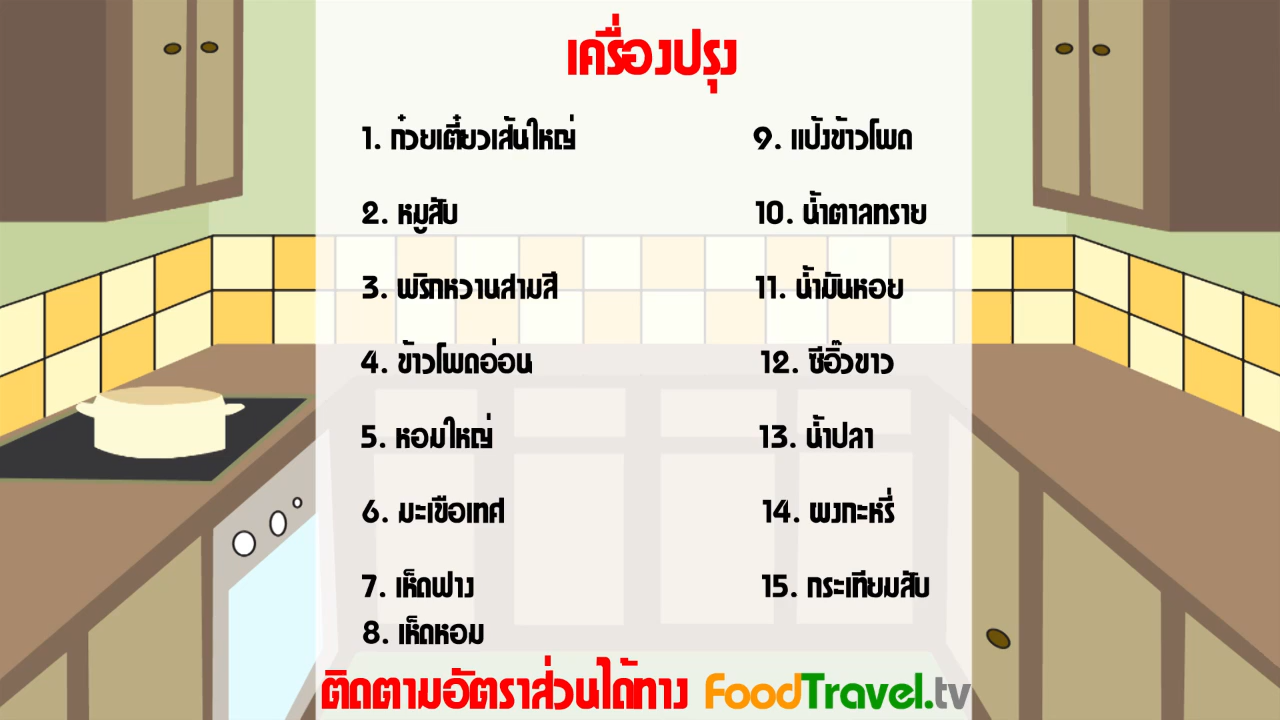 เครื่องปรุง
1. ก๋วยเตี๋ยวเส้นใหญ่
2. หมูสับ
3. พริกหวานสามสี
4. ข้าวโพดอ่อน
5. หอมใหญ่
6. มะเขือเทศ
7. เห็ดฟาง
8. เห็ดหอม
9. แป้งข้าวโพด
10. น้ำตาลทราย
11. น้ำมันหอย
12. ซีอิ๊วขาว
13. น้ำปลา
14. ผงกะหรี่
15. กระเทียมสับ
ติดตามอัตราส่วนได้ทาง FoodTravel.tv